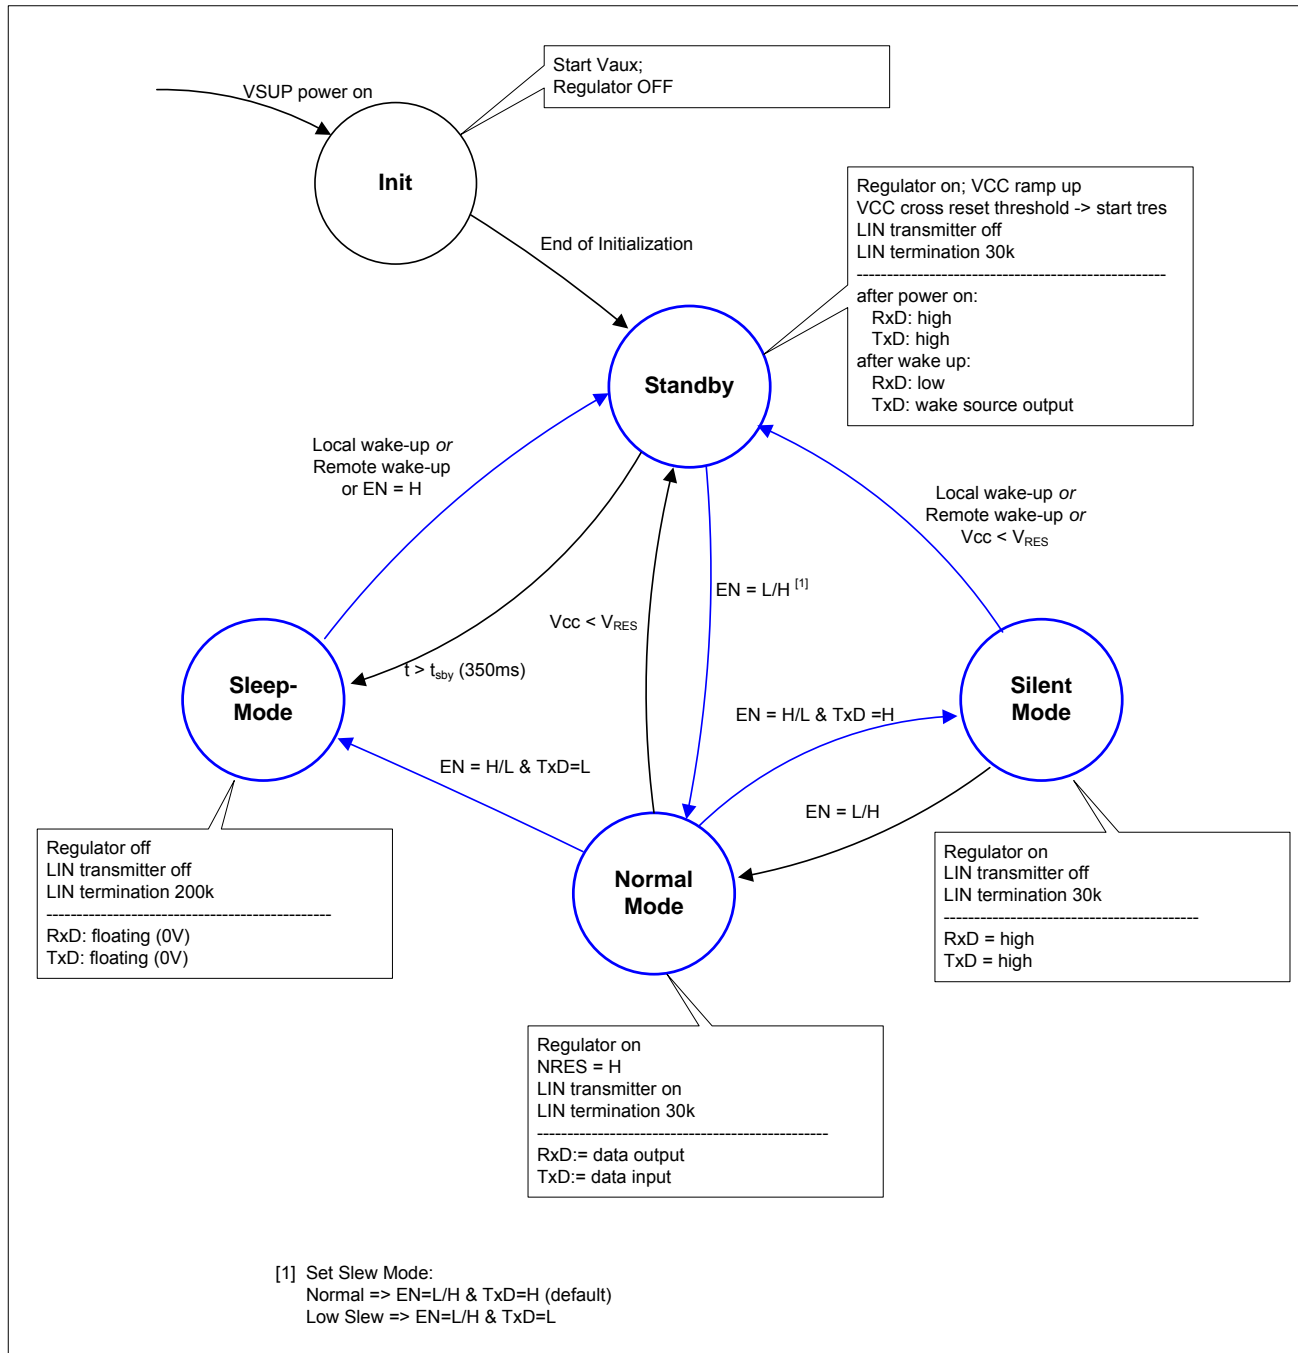 Start Vaux;
Regulator OFF
VSUP power on
Init
Regulator on; VCC ramp up
VCC cross reset threshold -> start tres
LIN transmitter off
LIN termination 30k
---------------------------------------------------
after power on:
RxD: high
TxD: high
after wake up:
RxD: low
TxD: wake source output
End of Initialization
Standby
Local wake-up or
Remote wake-up
or EN = H
Local wake-up or
Remote wake-up or
Vcc < VRES
EN = L/H [1]
Vcc < VRES
t > tsby (350ms)
Sleep-
Mode
Silent
Mode
EN = H/L & TxD =H
EN = H/L & TxD=L
EN = L/H
Normal
Mode
Regulator off
LIN transmitter off
LIN termination 200k
-----------------------------------------------
RxD: floating (0V)
TxD: floating (0V)
Regulator on
LIN transmitter off
LIN termination 30k
------------------------------------------
RxD = high
TxD = high
Regulator on
NRES = H
LIN transmitter on
LIN termination 30k
------------------------------------------------
RxD:= data output
TxD:= data input
[1] Set Slew Mode:
Normal => EN=L/H & TxD=H (default)
Low Slew => EN=L/H & TxD=L